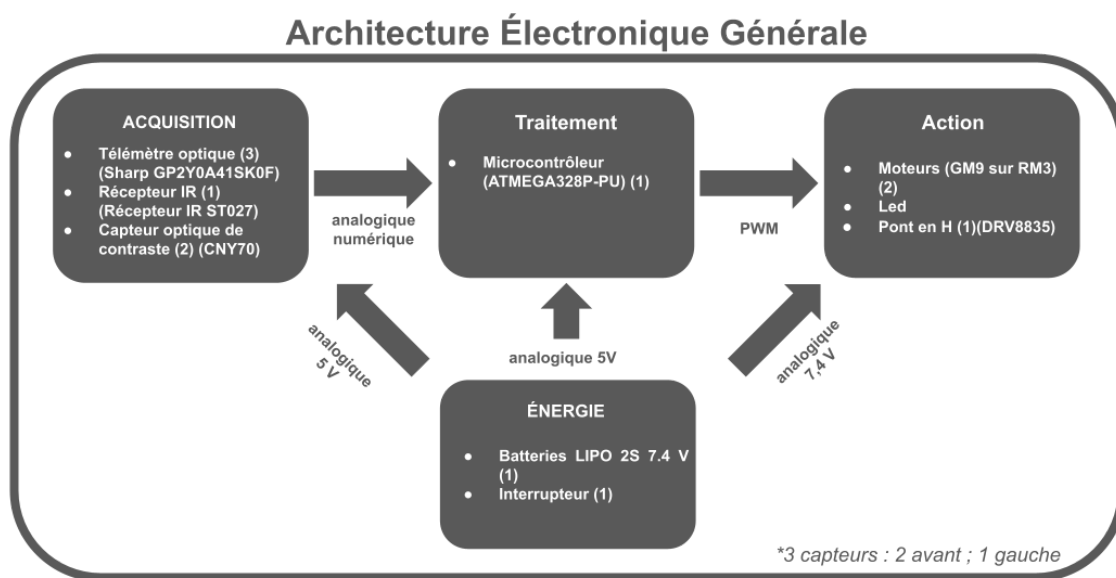 Architecture Électronique Générale
ACQUISITION
● Télémètre optique (3)
(Sharp GP2Y0A41SK0F)
● Récepteur IR (1)
(Récepteur IR ST027)
● Capteur optique de
contraste (2) (CNY70)
analogique
numérique
Traitement
● Microcontrôleur
(ATMEGA328P-PU) (1)
PWM
Action
● Moteurs (GM9 sur RM3)
(2)
● Led
● Pont en H (1)(DRV8835)
analogique
5 V
analogique 5V
analogique
7,4 V
ÉNERGIE
● Batteries LIPO 2S 7.4 V
(1)
● Interrupteur (1)
*3 capteurs : 2 avant ; 1 gauche